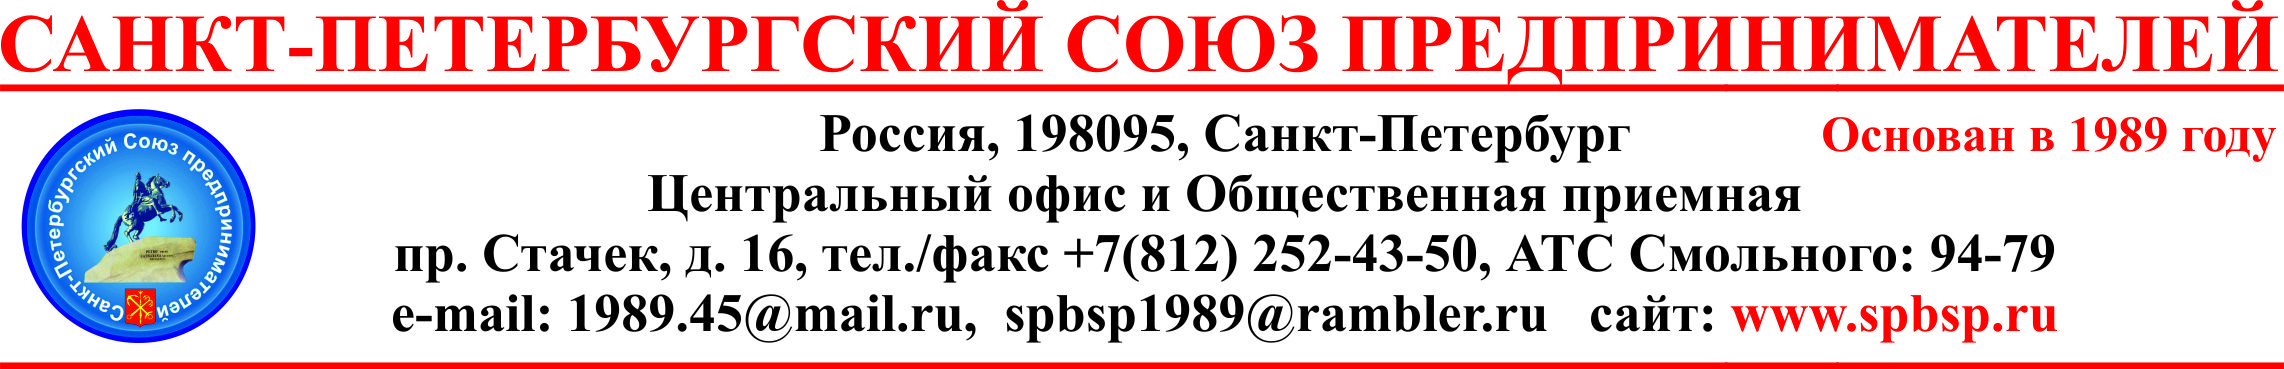 САНКТ-ПЕТЕРБУРГСКИЙ СОЮЗ ПРЕДПРИНИМАТЕЛЕЙ
Россия, 198095, Санкт-Петербург
Основан в 1989 году
Центральный офис и Общественная приемная
пр. Стачек, д. 16, тел./факс +7(812) 252-43-50, АТС Смольного: 94-79
e-mail: 1989.45@mail.ru, spbsp1989@rambler.ru сайт: www.spbsp.ru
Санкт-Петербургский Союз предпринимателей